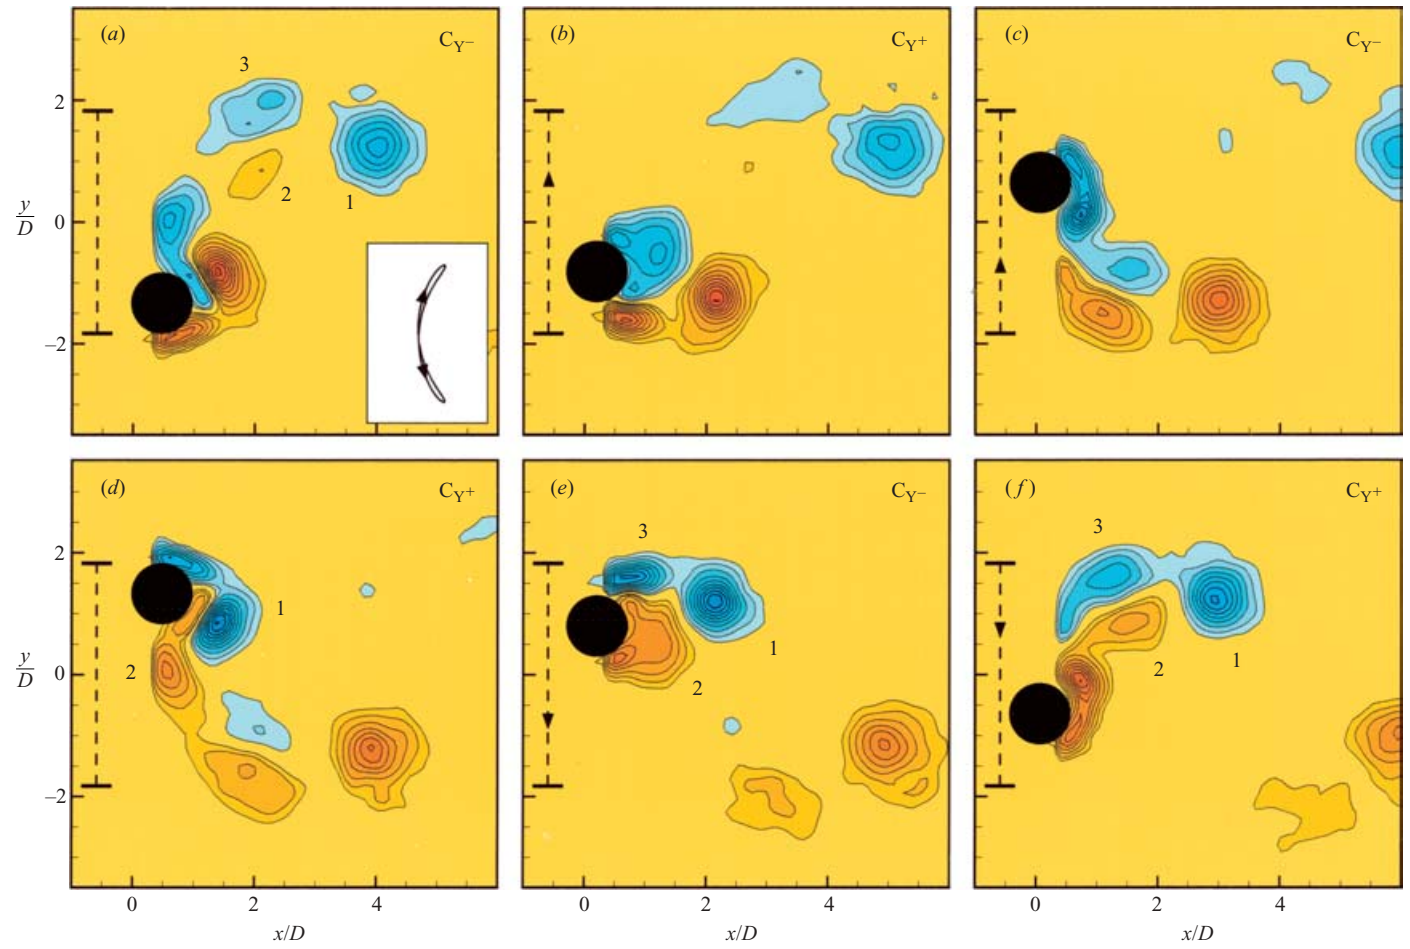 (a) C_Y− (b) C_Y+ (c) C_Y−
3
2
2
1
y/D
0
−2
(d) C_Y+ (e) C_Y− (f) C_Y+
3 3
2
1
2
1 2 1
2
y/D
0
−2
0 2 4 0 2 4 0 2 4
x/D x/D x/D